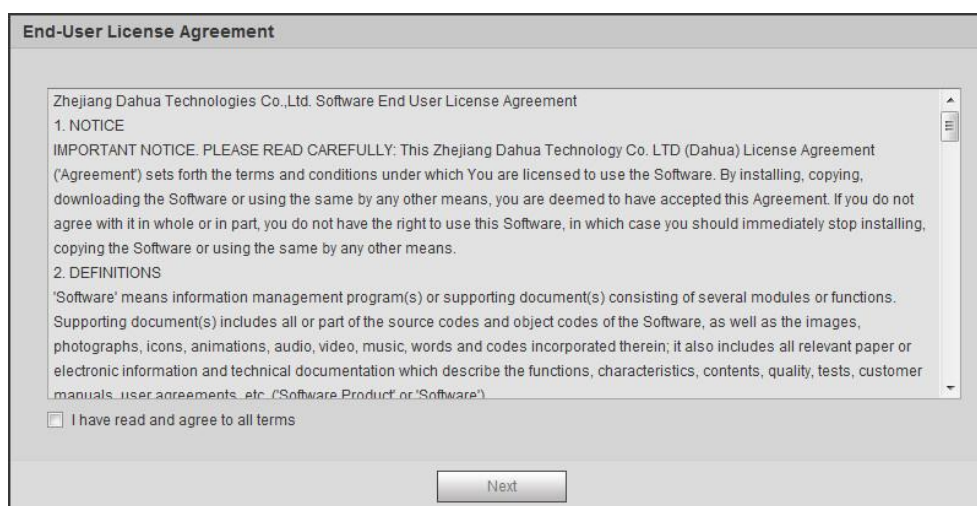 End-User License Agreement
Zhejiang Dahua Technologies Co.,Ltd. Software End User License Agreement
1. NOTICE
IMPORTANT NOTICE. PLEASE READ CAREFULLY: This Zhejiang Dahua Technology Co. LTD (Dahua) License Agreement
('Agreement') sets forth the terms and conditions under which You are licensed to use the Software. By installing, copying,
downloading the Software or using the same by any other means, you are deemed to have accepted this Agreement. If you do not
agree with it in whole or in part, you do not have the right to use this Software, in which case you should immediately stop installing,
copying the Software or using the same by any other means.
2. DEFINITIONS
'Software' means information management program(s) or supporting document(s) consisting of several modules or functions.
Supporting document(s) includes all or part of the source codes and object codes of the Software, as well as the images,
photographs, icons, animations, audio, video, music, words and codes incorporated therein; it also includes all relevant paper or
electronic information and technical documentation which describe the functions, characteristics, contents, quality, tests, customer
manuals, user agreements, etc. ('Software Product' or 'Software')
I have read and agree to all terms
Next